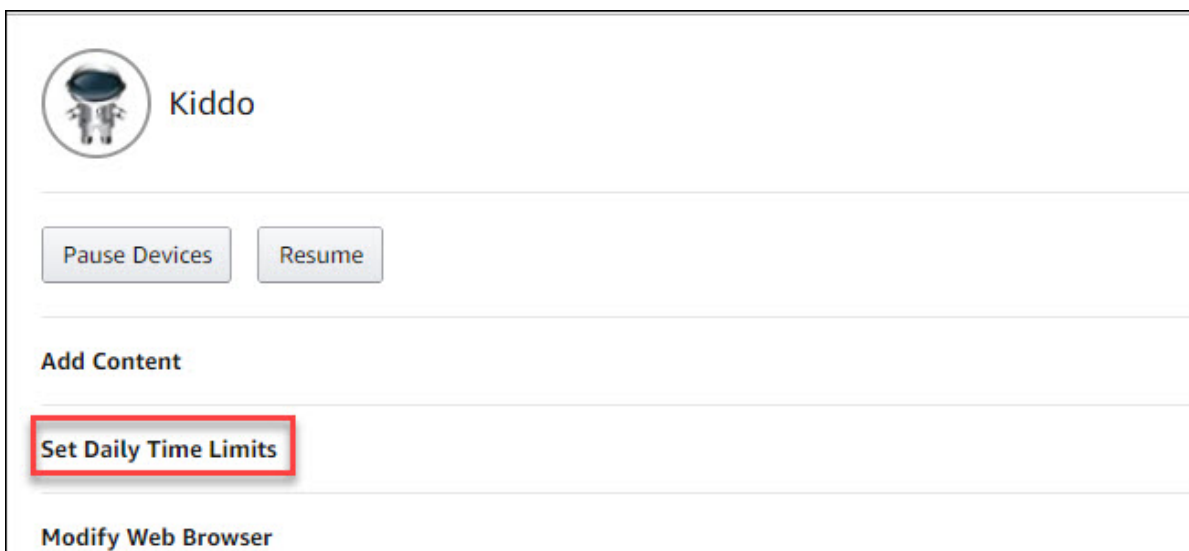 Kiddo
Pause Devices Resume
Add Content
Set Daily Time Limits
Modify Web Browser